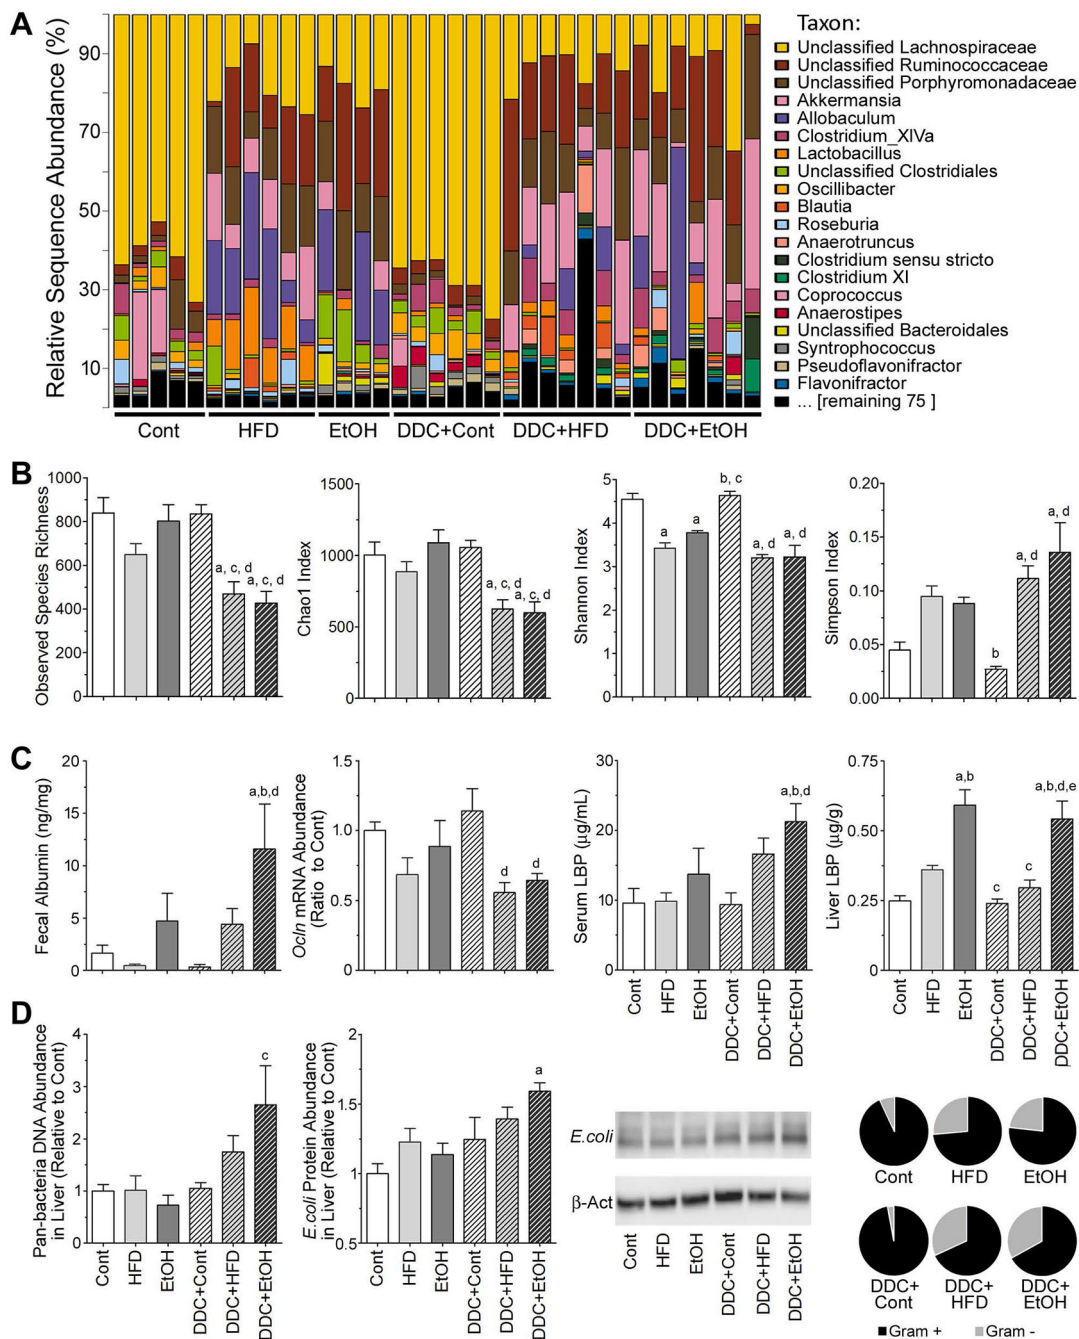 A
Relative Sequence Abundance (%)
90
70
50
30
10
Taxon:
Unclassified Lachnospiraceae
Unclassified Ruminococcaceae
Unclassified Porphyromonadaceae
Akkermansia
Allobaculum
Clostridium_XIVa
Lactobacillus
Unclassified Clostridiales
Oscillibacter
Blautia
Roseburia
Anaerotruncus
Clostridium sensu stricto
Clostridium XI
Coprococcus
Anaerostipes
Unclassified Bacteroidales
Syntrophococcus
Pseudoflavonifractor
Flavonifractor
... [remaining 75 ]
Cont HFD EtOH DDC+Cont DDC+HFD DDC+EtOH
B
Observed Species Richness
1000
800
600
400
200
0
a, c, d
a, c, d
Chao1 Index
1500
1000
500
0
a, c, d
a, c, d
Shannon Index
5
4
3
2
1
0
a
a
b, c
a, d
a, d
Simpson Index
0.20
0.15
0.10
0.05
0.00
b
a, d
a, d
C
Fecal Albumin (ng/mg)
20
15
10
5
0
a,b,d
Ocln mRNA Abundance
(Ratio to Cont)
1.5
1.0
0.5
0
d
d
Serum LBP (µg/mL)
30
20
10
0
a,b,d
Cont
HFD
EtOH
DDC+Cont
DDC+HFD
DDC+EtOH
Liver LBP (µg/g)
0.75
0.50
0.25
0
a,b
c
c
a,b,d,e
Cont
HFD
EtOH
DDC+Cont
DDC+HFD
DDC+EtOH
D
Pan-bacteria DNA Abundance
in Liver (Relative to Cont)
4
3
2
1
0
c
Cont
HFD
EtOH
DDC+Cont
DDC+HFD
DDC+EtOH
E.coli Protein Abundance
in Liver (Relative to Cont)
2
1.5
1
0.5
a
Cont
HFD
EtOH
DDC+Cont
DDC+HFD
DDC+EtOH
E.coli
β-Act
Cont
HFD
EtOH
DDC+Cont
DDC+HFD
DDC+EtOH
Cont HFD EtOH
DDC+ DDC+ DDC+
Cont HFD EtOH
Gram + Gram -